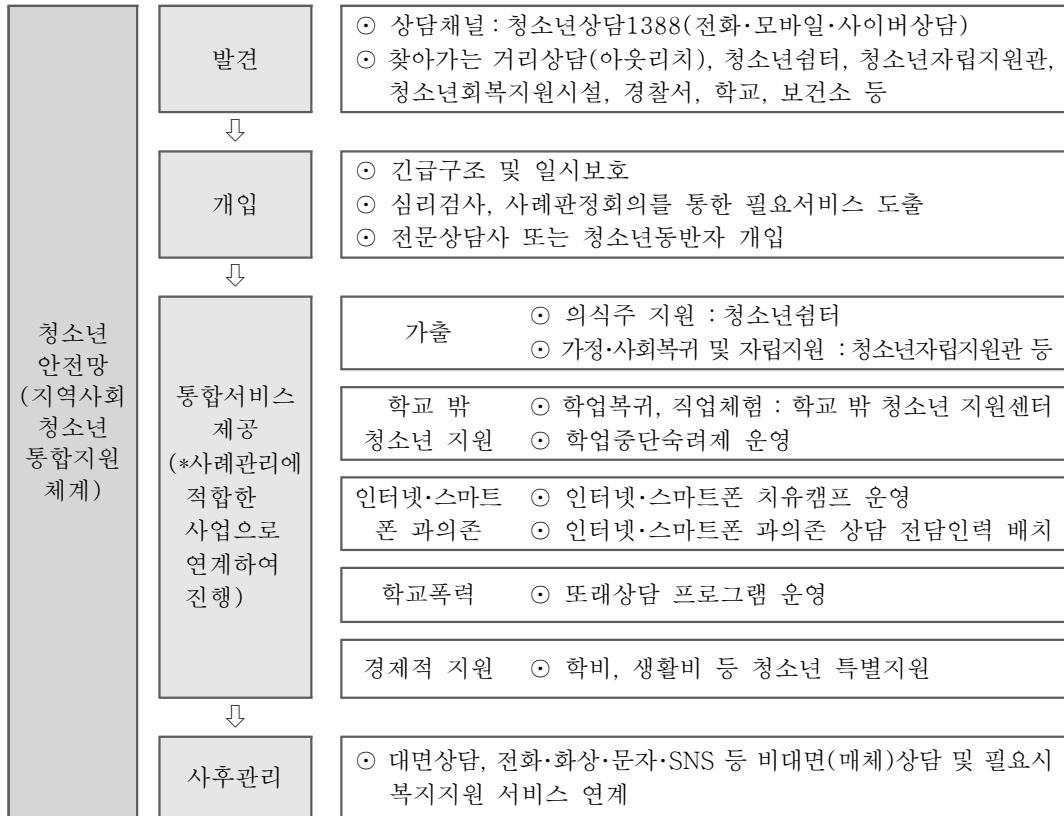 청소년
안전망
(지역사회
청소년
통합지원
체계)
발견
⊙ 상담채널 : 청소년상담1388(전화·모바일·사이버상담)
⊙ 찾아가는 거리상담(아웃리치), 청소년쉼터, 청소년자립지원관,
청소년회복지원시설, 경찰서, 학교, 보건소 등
⇩
개입
⊙ 긴급구조 및 일시보호
⊙ 심리검사, 사례판정회의를 통한 필요서비스 도출
⊙ 전문상담사 또는 청소년동반자 개입
⇩
통합서비스
제공
(*사례관리에
적합한
사업으로
연계하여
진행)
가출
⊙ 의식주 지원 : 청소년쉼터
⊙ 가정·사회복귀 및 자립지원 : 청소년자립지원관 등
학교 밖
청소년 지원
⊙ 학업복귀, 직업체험 : 학교 밖 청소년 지원센터
⊙ 학업중단숙려제 운영
인터넷·스마트
폰 과의존
⊙ 인터넷·스마트폰 치유캠프 운영
⊙ 인터넷·스마트폰 과의존 상담 전담인력 배치
학교폭력
⊙ 또래상담 프로그램 운영
경제적 지원
⊙ 학비, 생활비 등 청소년 특별지원
⇩
사후관리
⊙ 대면상담, 전화·화상·문자·SNS 등 비대면(매체)상담 및 필요시
복지지원 서비스 연계